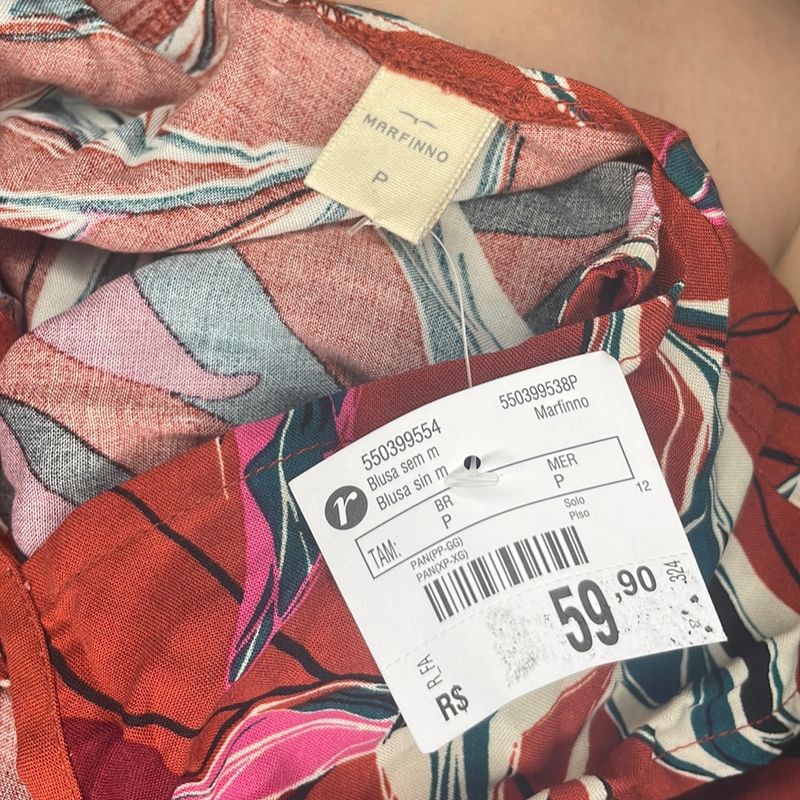 MARFINNO
P
550399554
550399538P
Blusa sem m
Marfinno
Blusa sin m
r
BR
MER
TAM:
P
P
12
PAN(PP-GG)
Solo
PAN(XP-XG)
Piso
R_FA
R$
59,90
324